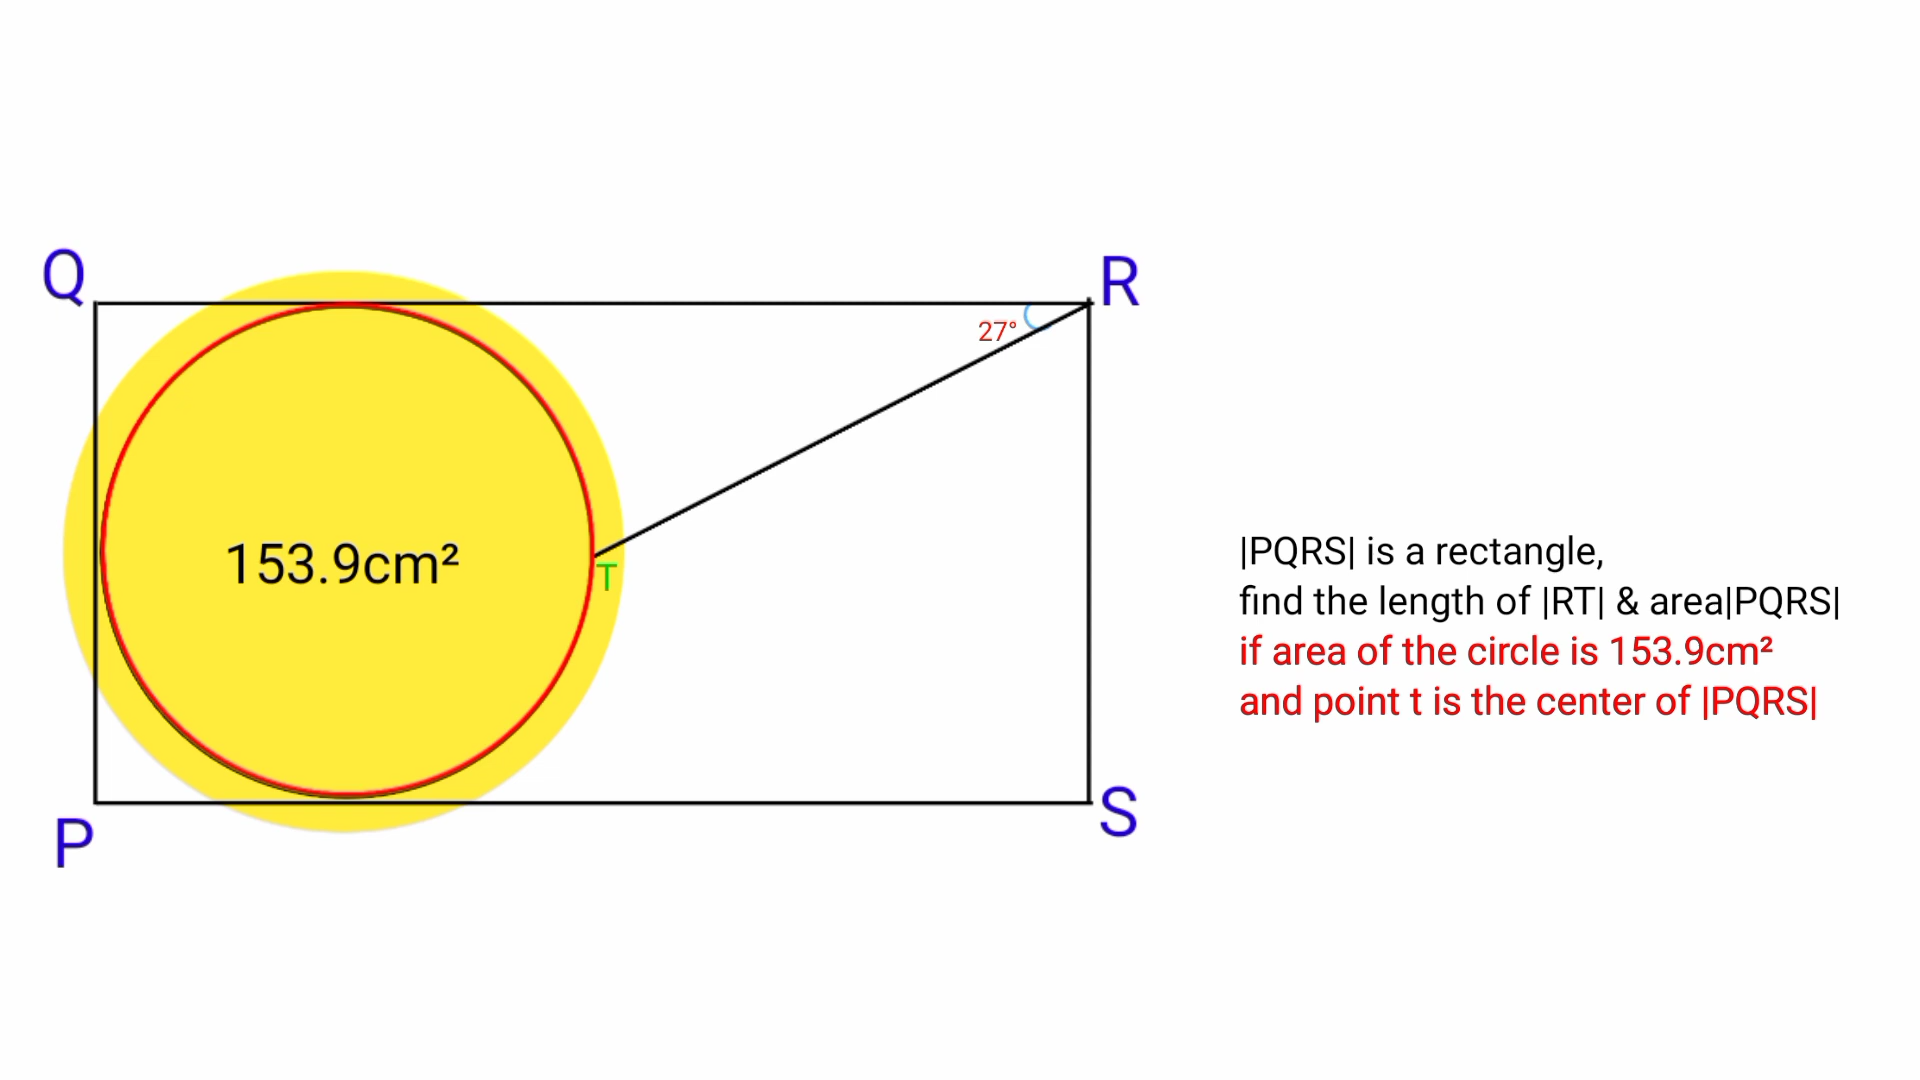 Q
R
27°
153.9cm²
T
P
S
|PQRS| is a rectangle,
find the length of |RT| & area|PQRS|
if area of the circle is 153.9cm²
and point t is the center of |PQRS|